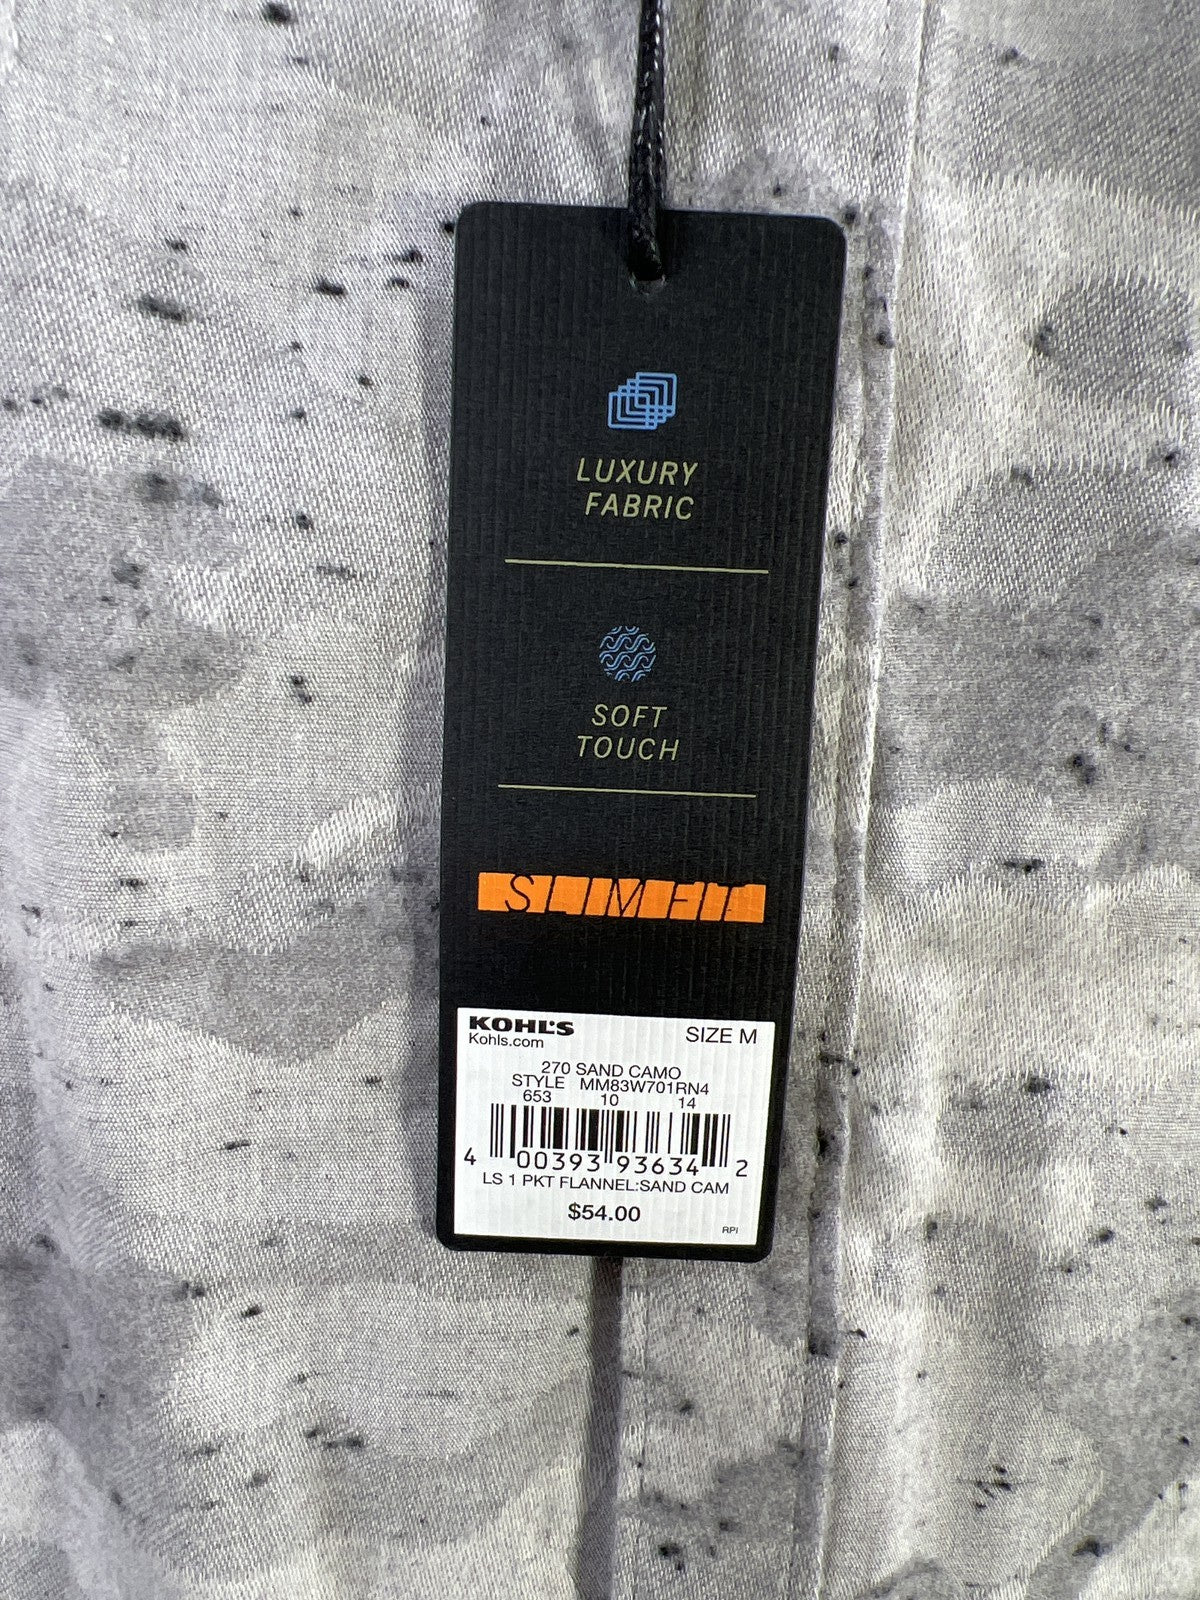 LUXURY
FABRIC
SOFT
TOUCH
SLIM FIT
KOHL'S SIZE M
Kohls.com
270 SAND CAMO
STYLE MM83W701RN4
653 10 14
4 00393 93634 2
LS 1 PKT FLANNEL:SAND CAM
$54.00
RPI